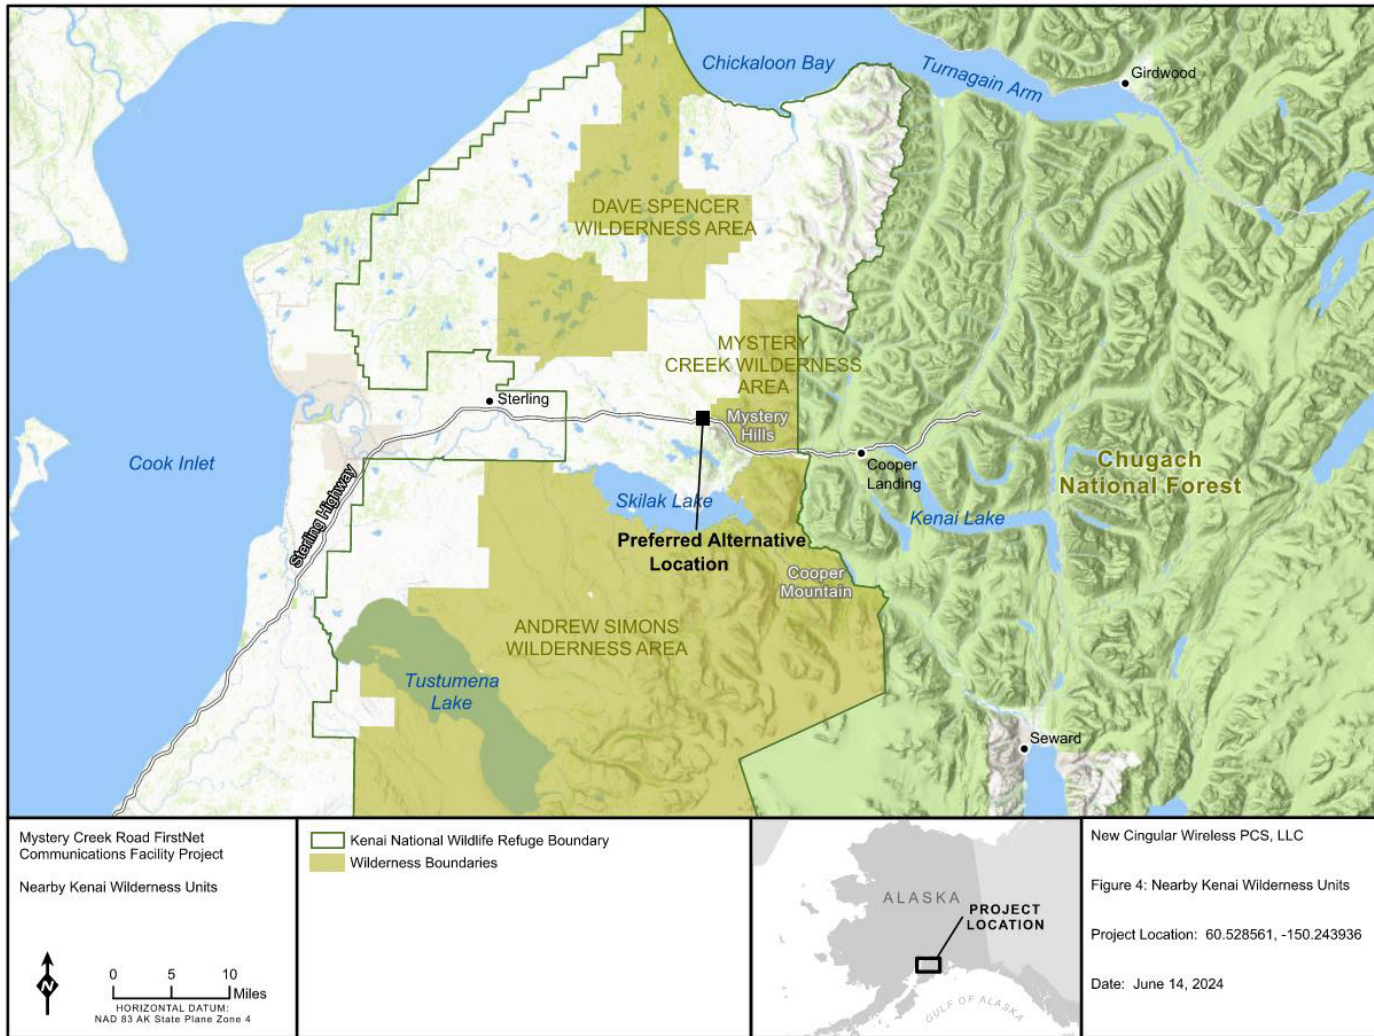 Chickaloon Bay
Turnagain Arm
Girdwood
DAVE SPENCER
WILDERNESS AREA
MYSTERY
CREEK WILDERNESS
AREA
Sterling
Mystery
Hills
Cook Inlet
Cooper
Landing
Chugach
National Forest
Sterling Highway
Skilak Lake
Kenai Lake
Preferred Alternative
Location
Cooper
Mountain
ANDREW SIMONS
WILDERNESS AREA
Tustumena
Lake
Seward
Mystery Creek Road FirstNet
Communications Facility Project
Nearby Kenai Wilderness Units
N
0 5 10
Miles
HORIZONTAL DATUM:
NAD 83 AK State Plane Zone 4
Kenai National Wildlife Refuge Boundary
Wilderness Boundaries
ALASKA
PROJECT
LOCATION
GULF OF ALASKA
New Cingular Wireless PCS, LLC
Figure 4: Nearby Kenai Wilderness Units
Project Location: 60.528561, -150.243936
Date: June 14, 2024